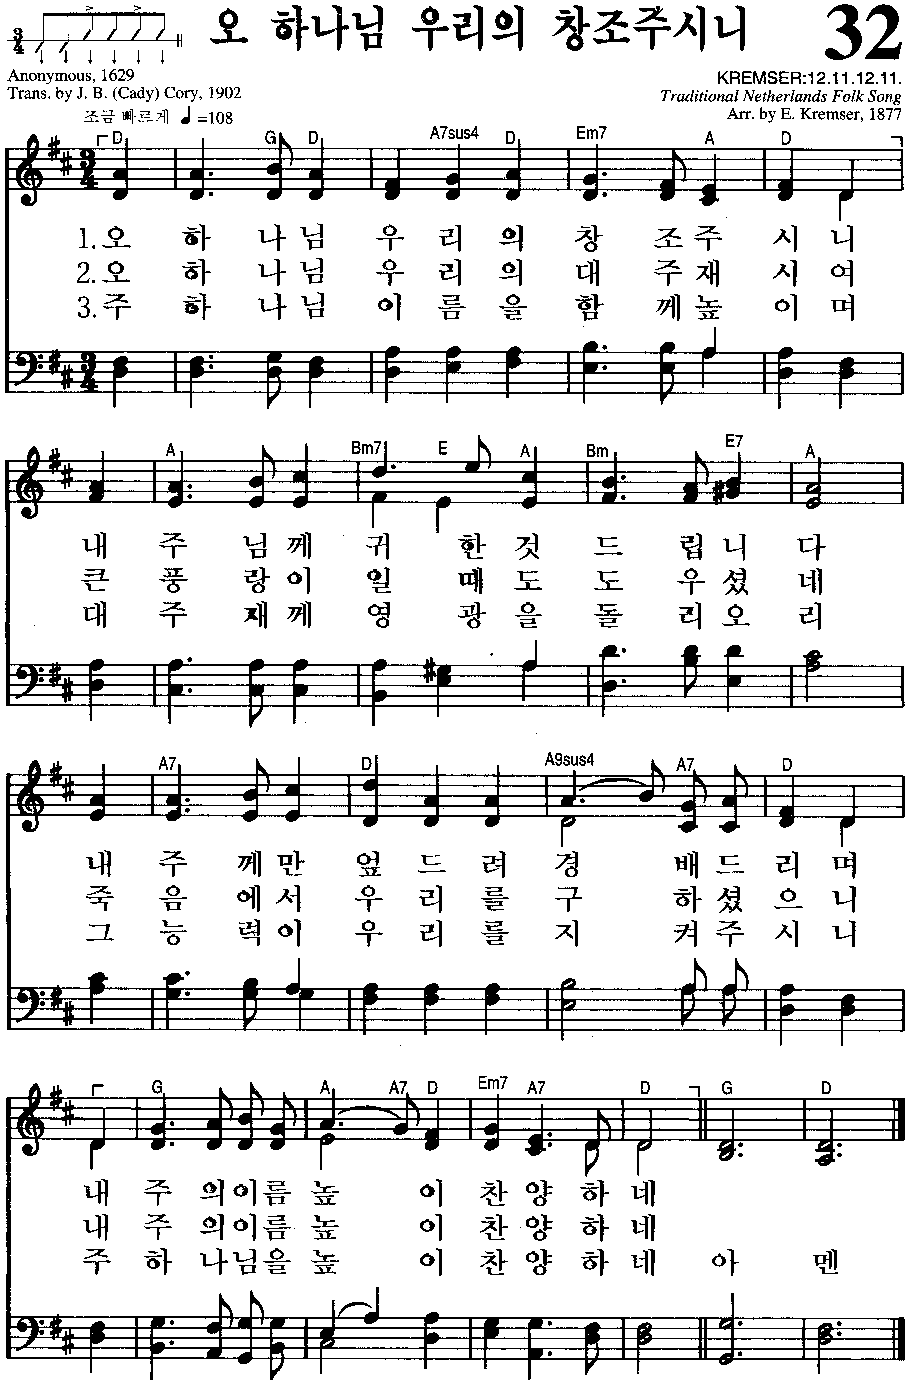 오 하나님 우리의 창조주시니 32
3/4
Anonymous, 1629
Trans. by J. B. (Cady) Cory, 1902
KREMSER:12.11.12.11.
Traditional Netherlands Folk Song
Arr. by E. Kremser, 1877
조금 빠르게 ♩=108
D G D A7sus4 D Em7 A D
1.오 하 나 님 우 리 의 창 조 주 시 니
2.오 하 나 님 우 리 의 대 주 재 시 여
3.주 하 나 님 이 름 을 함 께 높 이 며
A Bm7 E A Bm E7 A
내 주 님 께 귀 한 것 드 립 니 다
큰 풍 랑 이 일 때 도 도 우 셨 네
대 주 재 께 영 광 을 돌 리 오 리
A7 D A9sus4 A7 D
내 주 께 만 엎 드 려 경 배 드 리 며
죽 음 에 서 우 리 를 구 하 셨 으 니
그 능 력 이 우 리 를 지 켜 주 시 니
G A A7 D Em7 A7 D G D
내 주 의 이 름 높 이 찬 양 하 네
내 주 의 이 름 높 이 찬 양 하 네
주 하 나 님 을 높 이 찬 양 하 네 아 멘